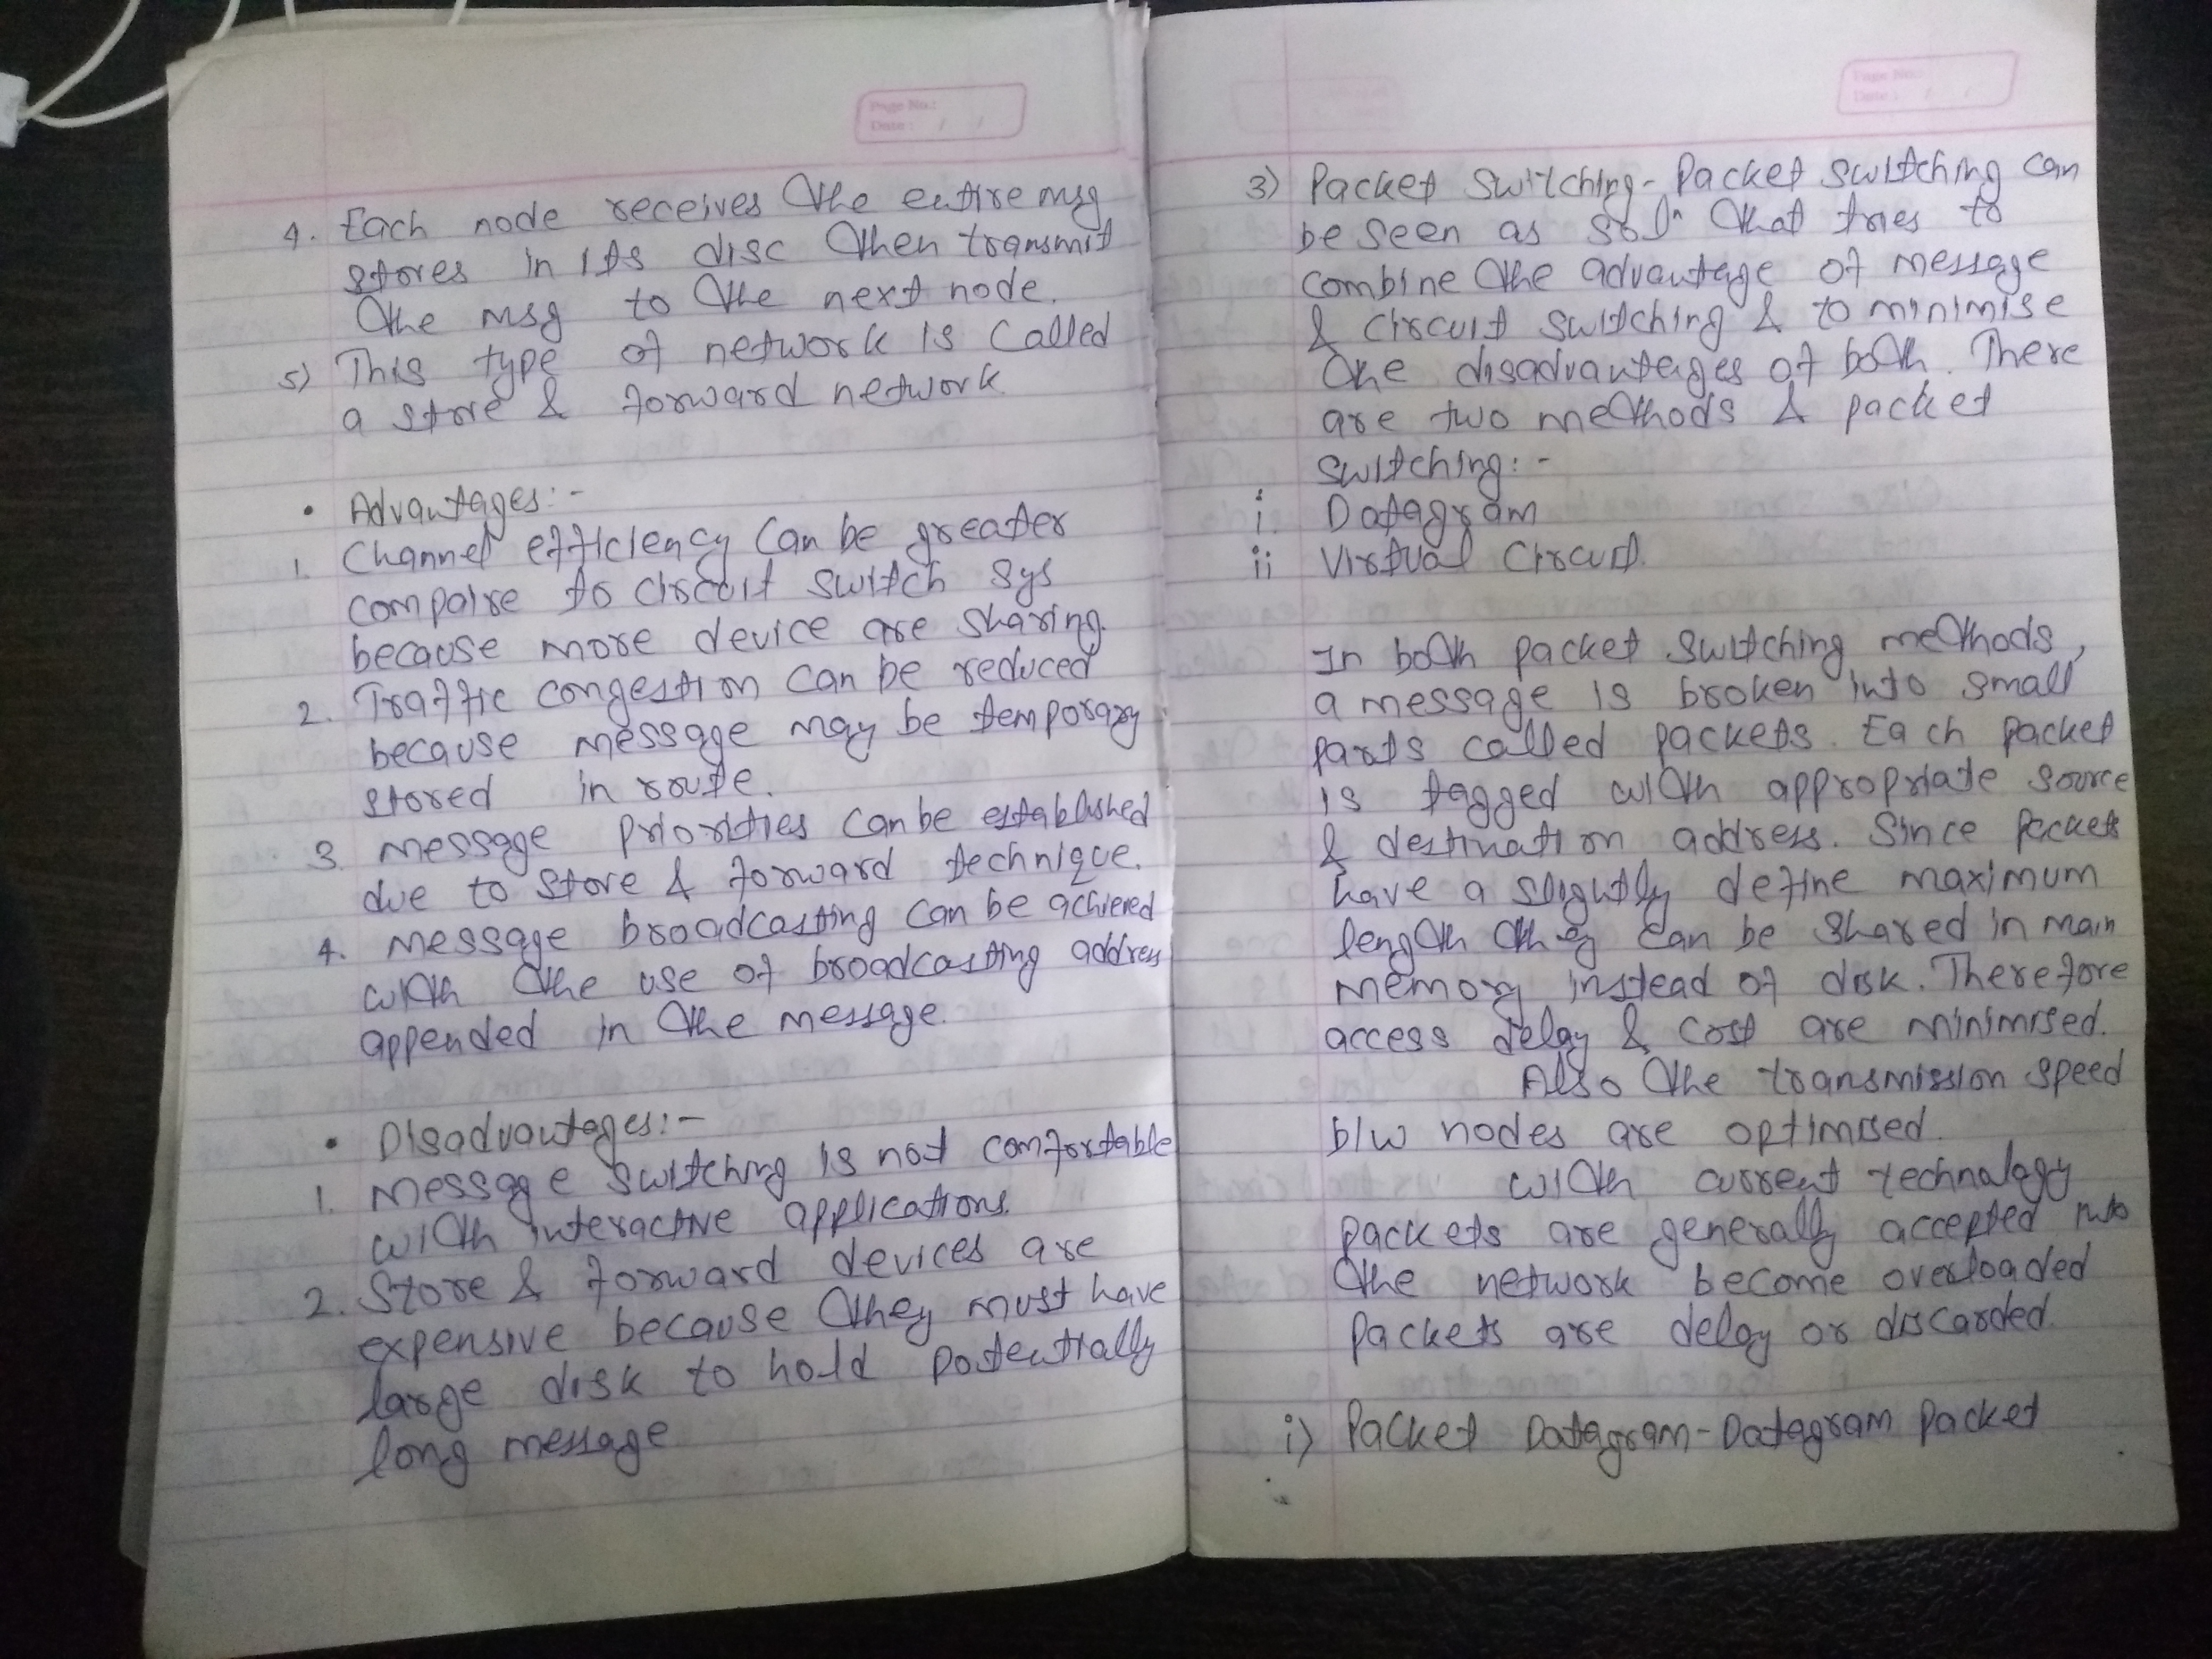 Page No.:
Date: / /
4. Each node receives the entire msg
stores in its disc then transmit
the msg to the next node.
5) This type of network is called
a store & forward network
• Advantages:-
1. Channel efficiency can be greater
compaire to circuit switch sys
because more device are sharing.
2. Traffic congestion can be reduced
because message may be temporary
stored in route.
3. message priorities can be established
due to store & forward technique.
4. message broadcasting can be achieved
with the use of broadcasting address
appended in the message.
• Disadvantages:-
1. message switching is not comfortable
with interactive applications.
2. Store & forward devices are
expensive because they must have
large disk to hold potentially
long message
Page No.:
Date: / /
3) Packet switching- Packet switching can
be seen as soln that tries to
combine the advantage of message
& circuit switching & to minimise
the disadvantages of both. There
are two methods & packet
switching:-
i. Datagram
ii Virtual circuit.
In both packet switching methods,
a message is broken into small
parts called packets. Each packet
is tagged with appropriate source
& destination address. Since packets
have a slightly define maximum
length they can be shared in main
memory instead of disk. Therefore
access delay & cost are minimised.
Also the transmission speed
b/w nodes are optimised.
with current technology
packets are generally accepted into
the network become overloaded
packets are delay or discarded.
i) Packet Datagram- Datagram packet